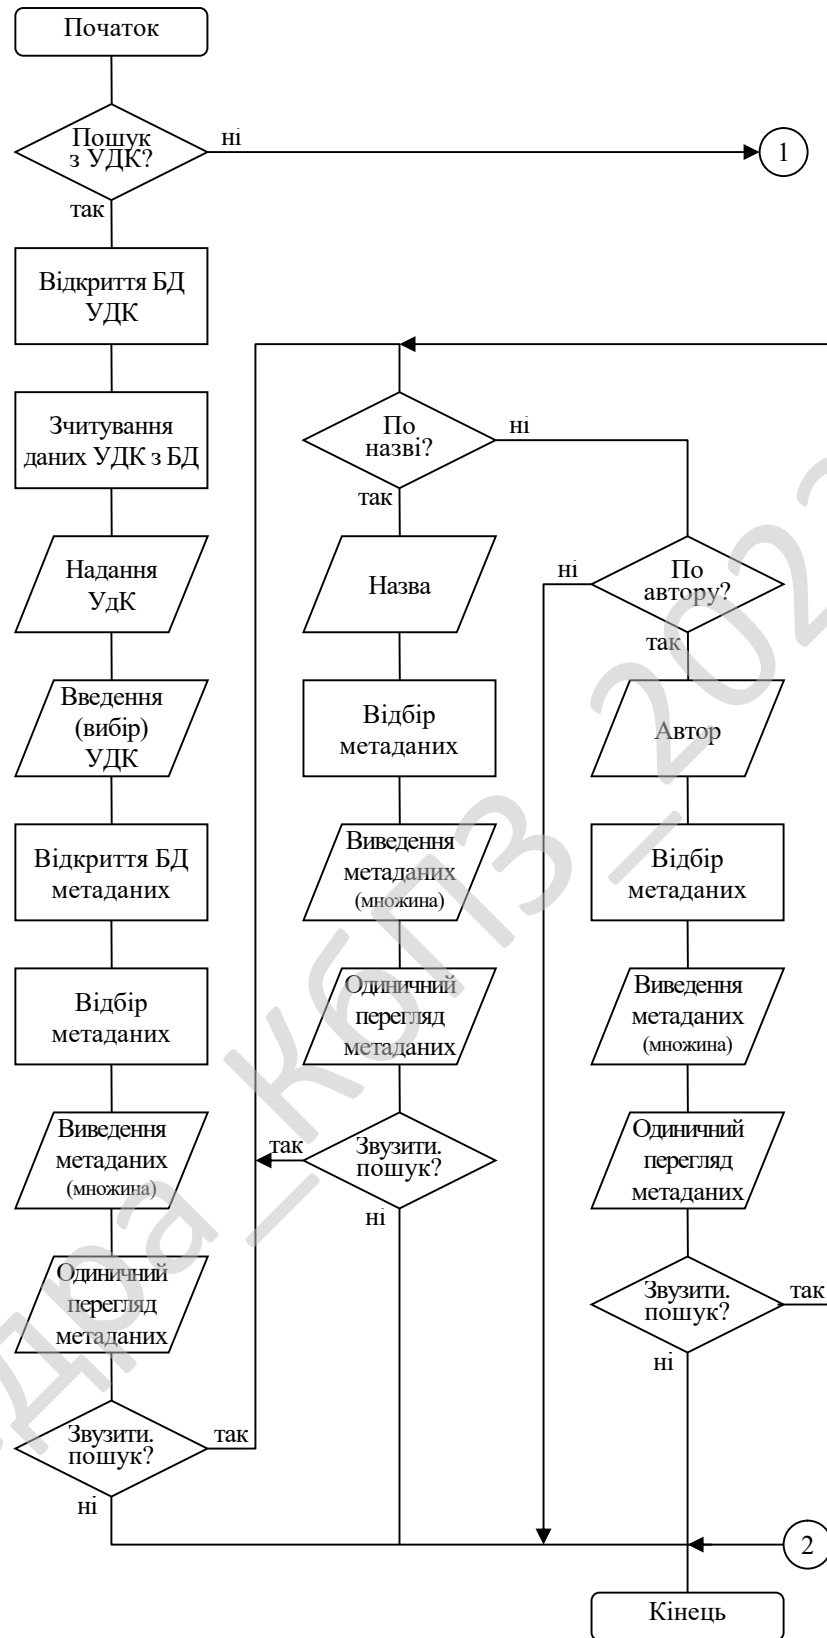 Початок
Пошук
з УДК?
ні
1
так
Відкриття БД
УДК
Зчитування
даних УДК з БД
Надання
УдК
Введення
(вибір)
УДК
Відкриття БД
метаданих
Відбір
метаданих
Виведення
метаданих
(множина)
Одиничний
перегляд
метаданих
Звузити.
пошук?
так
ні
По
назві?
ні
так
Назва
Відбір
метаданих
Виведення
метаданих
(множина)
Одиничний
перегляд
метаданих
Звузити.
пошук?
так
ні
По
автору?
ні
так
Автор
Відбір
метаданих
Виведення
метаданих
(множина)
Одиничний
перегляд
метаданих
Звузити.
пошук?
так
ні
2
Кінець